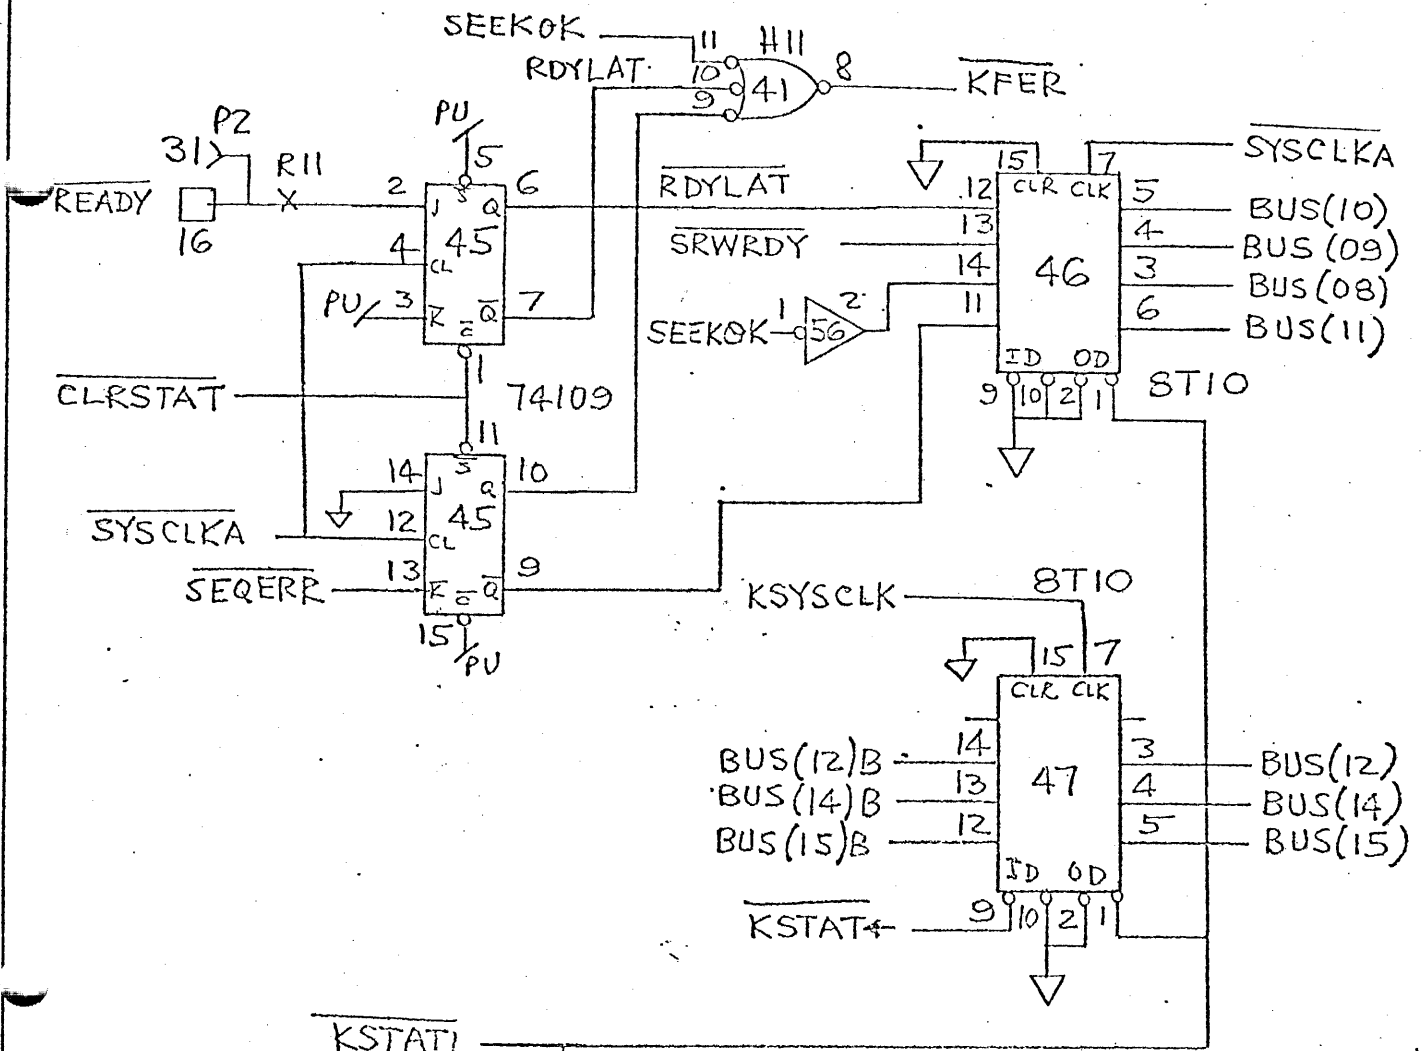 SEEKOK
11
H11
RDYLAT
10
41
8
KFER
9
P2
PU
31
R11
5
15
7
SYSCLKA
READY
16
2
6
RDYLAT
12
CLR CLK
5
BUS(10)
J
S
Q
45
SRWRDY
13
4
BUS(09)
4
CL
46
14
3
BUS(08)
PU
3
K
Q
7
1
2
11
6
SEEKOK
56
BUS(11)
C
ID
OD
CLRSTAT
1
74109
9
10
2
1
8T10
11
S
14
J
Q
10
45
SYSCLKA
12
CL
SEQERR
13
K
C
Q
9
KSYSCLK
8T10
15
PU
15
7
CLR CLK
BUS(12)B
14
3
BUS(12)
BUS(14)B
13
47
4
BUS(14)
BUS(15)B
12
5
BUS(15)
ID
OD
KSTAT
9
10
2
1
KSTAT1